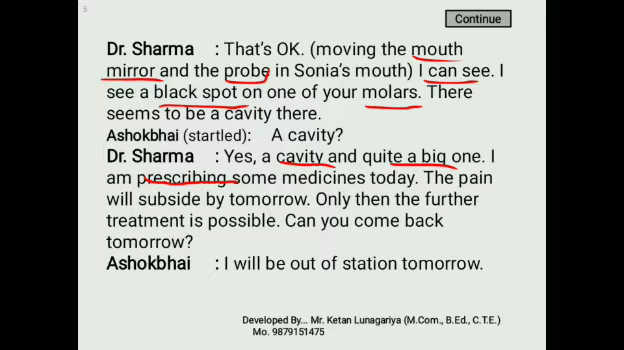 5
Continue
Dr. Sharma : That's OK. (moving the mouth
mirror and the probe in Sonia's mouth) I can see. I
see a black spot on one of your molars. There
seems to be a cavity there.
Ashokbhai (startled): A cavity?
Dr. Sharma : Yes, a cavity and quite a big one. I
am prescribing some medicines today. The pain
will subside by tomorrow. Only then the further
treatment is possible. Can you come back
tomorrow?
Ashokbhai : I will be out of station tomorrow.
Developed By... Mr. Ketan Lunagariya (M.Com., B.Ed., C.T.E.)
Mo. 9879151475